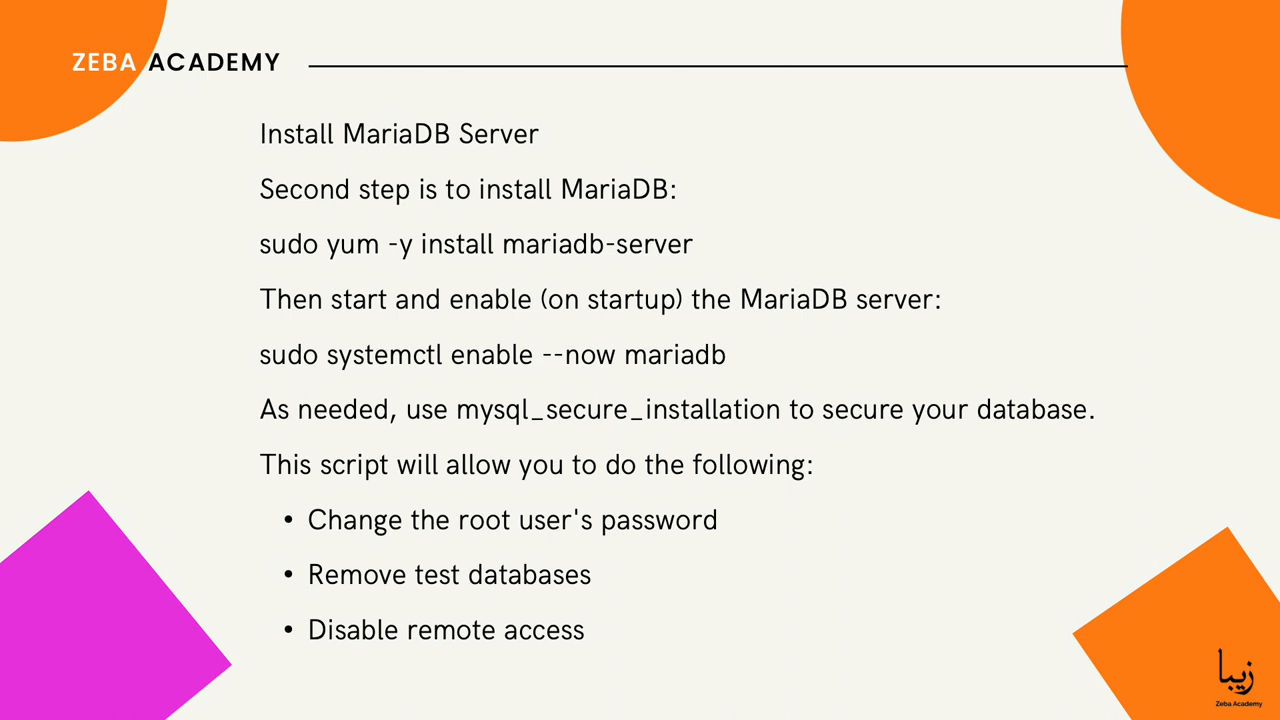 ZEBA ACADEMY
Install MariaDB Server
Second step is to install MariaDB:
sudo yum -y install mariadb-server
Then start and enable (on startup) the MariaDB server:
sudo systemctl enable --now mariadb
As needed, use mysql_secure_installation to secure your database.
This script will allow you to do the following:
• Change the root user's password
• Remove test databases
• Disable remote access
زيبا
Zeba Academy